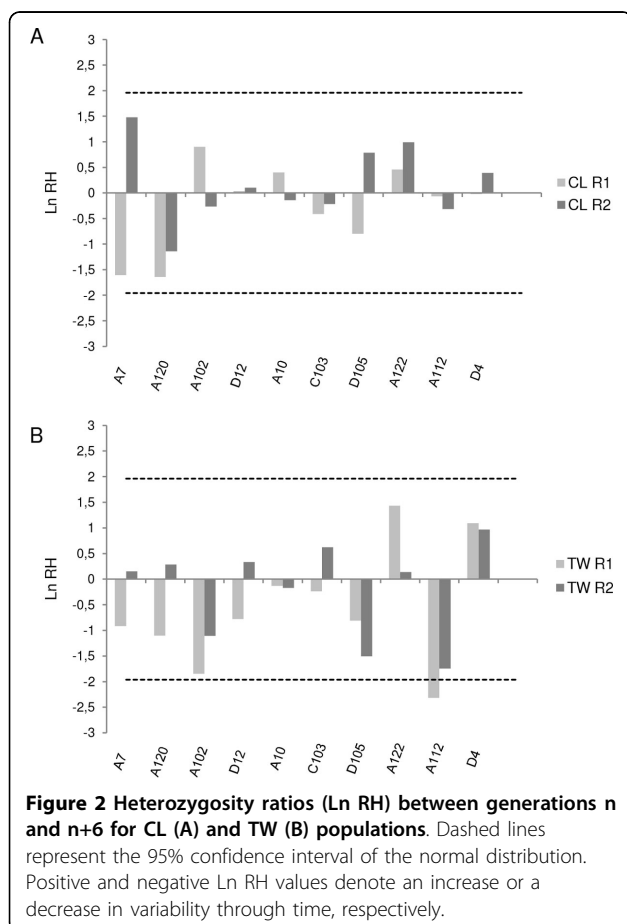 A
3
2,5
2
1,5
1
0,5
0
-0,5
-1
-1,5
-2
-2,5
-3
Ln RH
A7
A120
A102
D12
A10
C103
D105
A122
A112
D4
CL R1
CL R2
B
3
2,5
2
1,5
1
0,5
0
-0,5
-1
-1,5
-2
-2,5
-3
Ln RH
A7
A120
A102
D12
A10
C103
D105
A122
A112
D4
TW R1
TW R2
Figure 2 Heterozygosity ratios (Ln RH) between generations n
and n+6 for CL (A) and TW (B) populations. Dashed lines
represent the 95% confidence interval of the normal distribution.
Positive and negative Ln RH values denote an increase or a
decrease in variability through time, respectively.